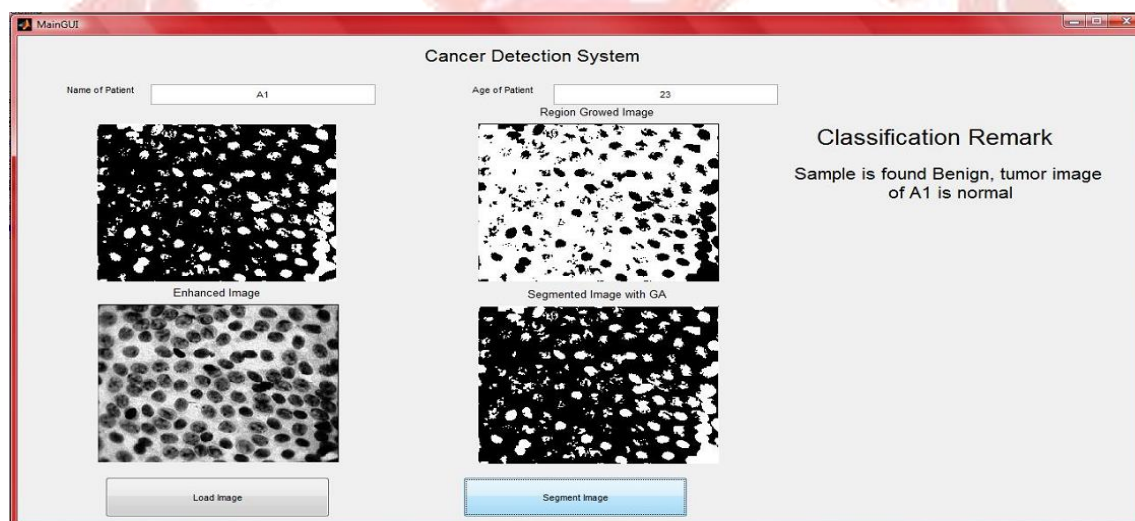 MainGUI
Cancer Detection System
Name of Patient
A1
Age of Patient
23
Region Growed Image
Classification Remark
Sample is found Benign, tumor image
of A1 is normal
Enhanced Image
Segmented Image with GA
Load Image
Segment Image